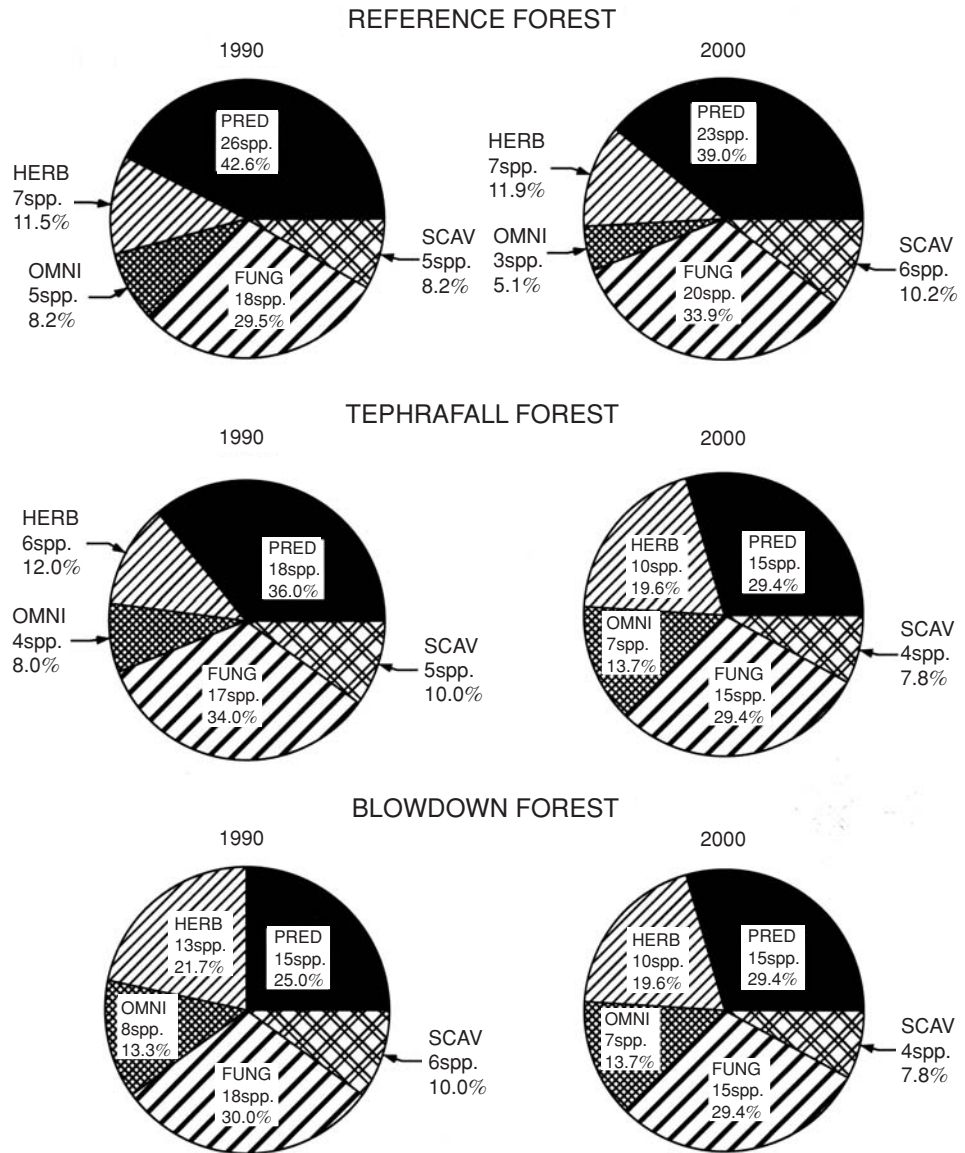 REFERENCE FOREST
1990
PRED
26spp.
42.6%
HERB
7spp.
11.5%
OMNI
5spp.
8.2%
FUNG
18spp.
29.5%
SCAV
5spp.
8.2%
2000
PRED
23spp.
39.0%
HERB
7spp.
11.9%
OMNI
3spp.
5.1%
FUNG
20spp.
33.9%
SCAV
6spp.
10.2%
TEPHRAFALL FOREST
1990
HERB
6spp.
12.0%
PRED
18spp.
36.0%
OMNI
4spp.
8.0%
FUNG
17spp.
34.0%
SCAV
5spp.
10.0%
2000
HERB
10spp.
19.6%
PRED
15spp.
29.4%
OMNI
7spp.
13.7%
FUNG
15spp.
29.4%
SCAV
4spp.
7.8%
BLOWDOWN FOREST
1990
HERB
13spp.
21.7%
PRED
15spp.
25.0%
OMNI
8spp.
13.3%
FUNG
18spp.
30.0%
SCAV
6spp.
10.0%
2000
HERB
10spp.
19.6%
PRED
15spp.
29.4%
OMNI
7spp.
13.7%
FUNG
15spp.
29.4%
SCAV
4spp.
7.8%